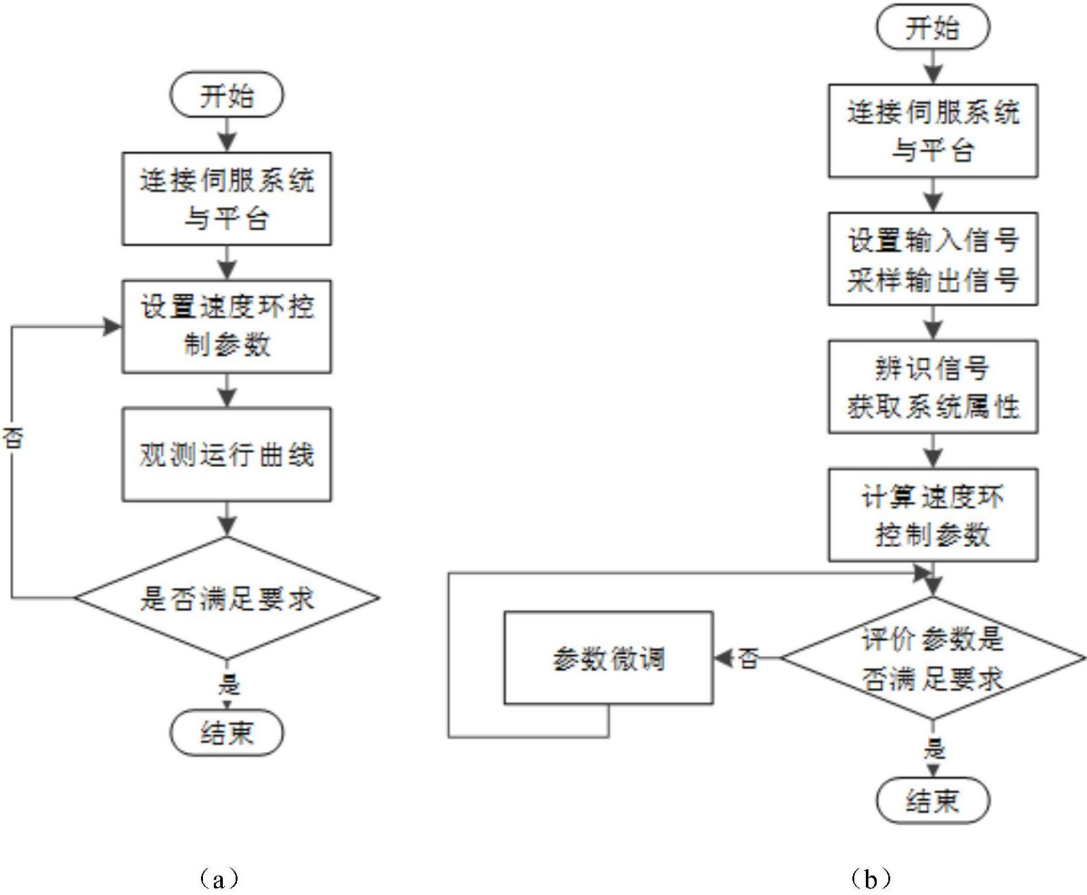 开始
连接伺服系统
与平台
设置速度环控
制参数
观测运行曲线
是否满足要求
否
是
结束
(a)
开始
连接伺服系统
与平台
设置输入信号
采样输出信号
辨识信号
获取系统属性
计算速度环
控制参数
评价参数是
否满足要求
否
参数微调
是
结束
(b)